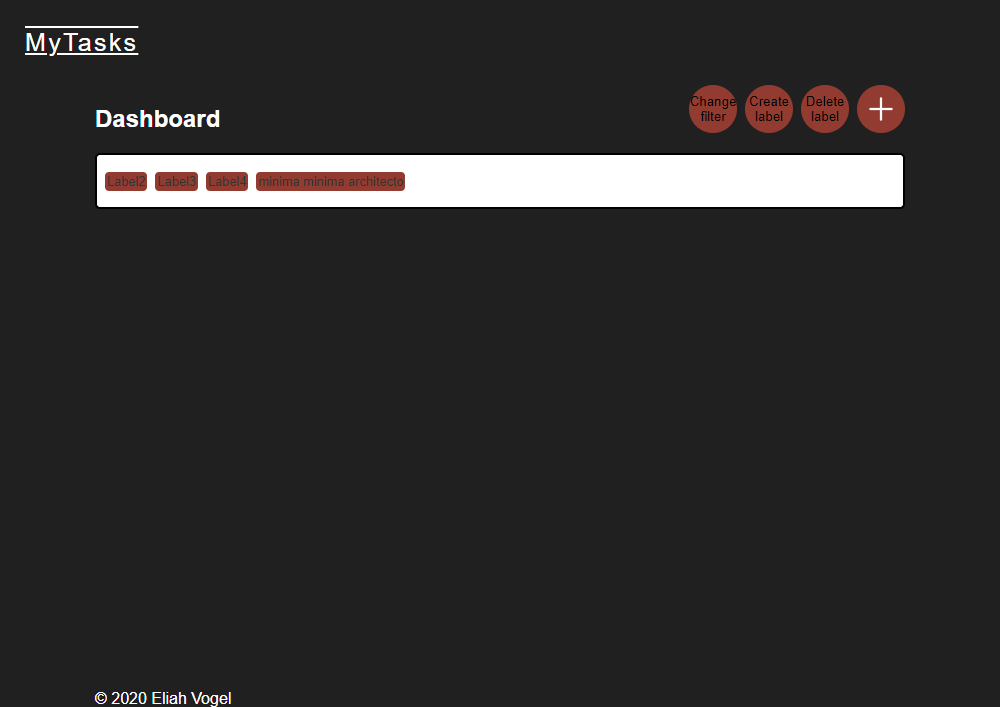 MyTasks
Dashboard
Change
filter
Create
label
Delete
label
Label2 Label3 Label4 minima minima architecto
© 2020 Eliah Vogel